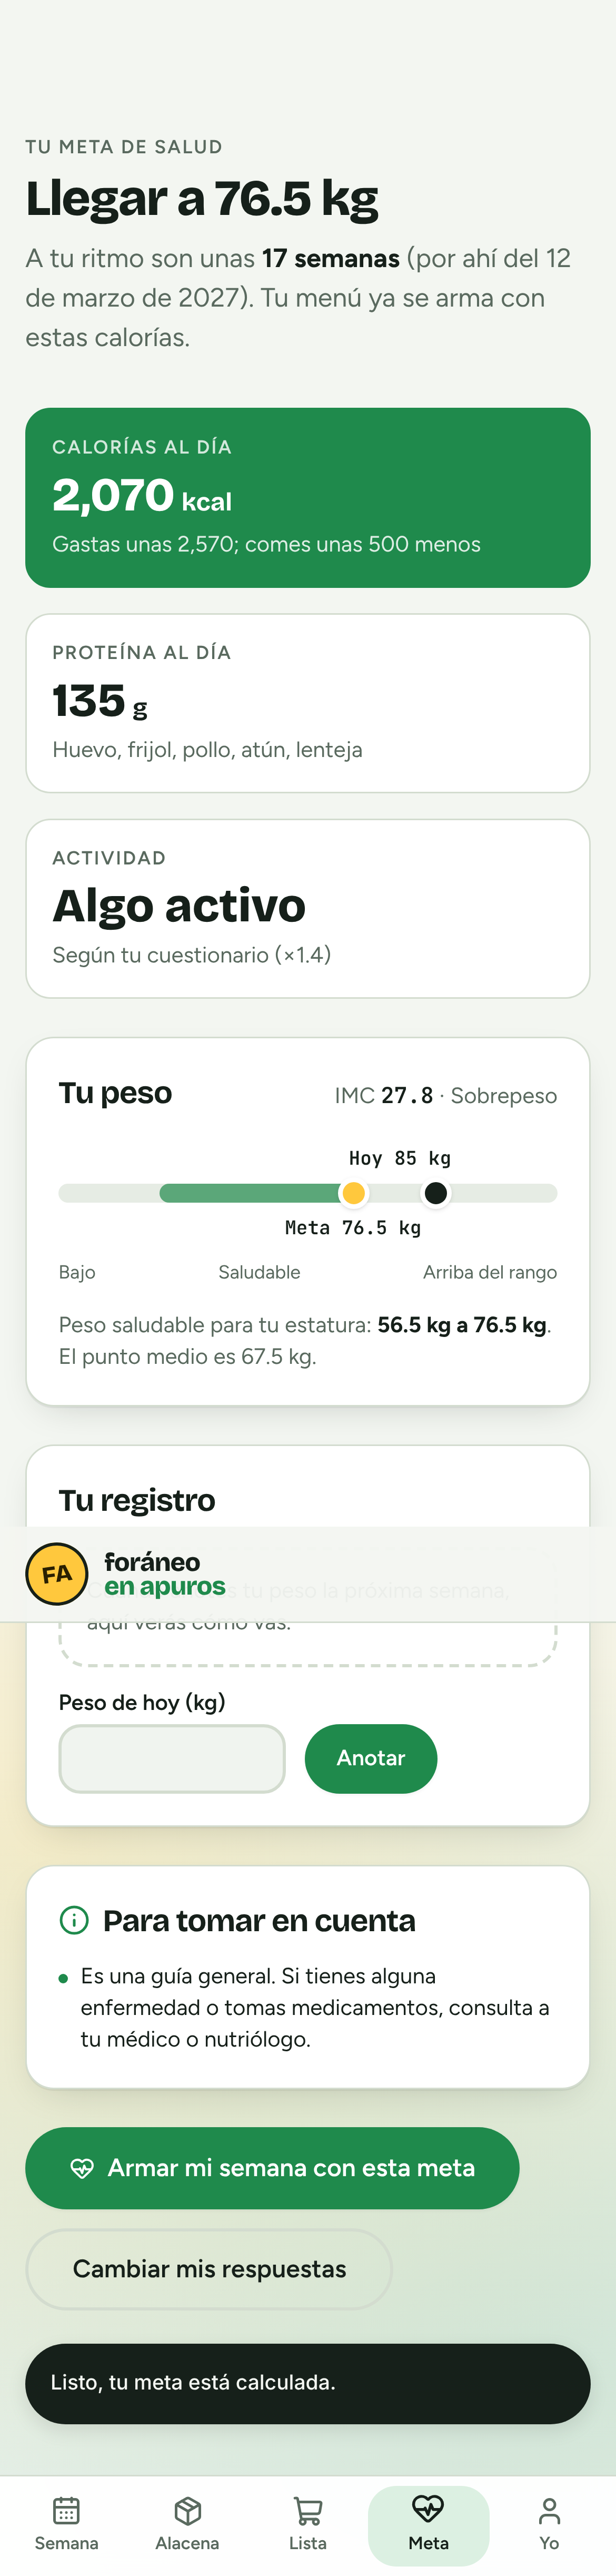 TU META DE SALUD
Llegar a 76.5 kg
A tu ritmo son unas 17 semanas (por ahí del 12
de marzo de 2027). Tu menú ya se arma con
estas calorías.
CALORÍAS AL DÍA
2,070 kcal
Gastas unas 2,570; comes unas 500 menos
PROTEÍNA AL DÍA
135 g
Huevo, frijol, pollo, atún, lenteja
ACTIVIDAD
Algo activo
Según tu cuestionario (×1.4)
Tu peso
IMC 27.8 · Sobrepeso
Hoy 85 kg
Meta 76.5 kg
Bajo
Saludable
Arriba del rango
Peso saludable para tu estatura: 56.5 kg a 76.5 kg.
El punto medio es 67.5 kg.
Tu registro
FA
foráneo
en apuros
tu peso la próxima semana,
aquí verás cómo vas.
Peso de hoy (kg)
Anotar
Para tomar en cuenta
Es una guía general. Si tienes alguna
enfermedad o tomas medicamentos, consulta a
tu médico o nutriólogo.
Armar mi semana con esta meta
Cambiar mis respuestas
Listo, tu meta está calculada.
Semana
Alacena
Lista
Meta
Yo